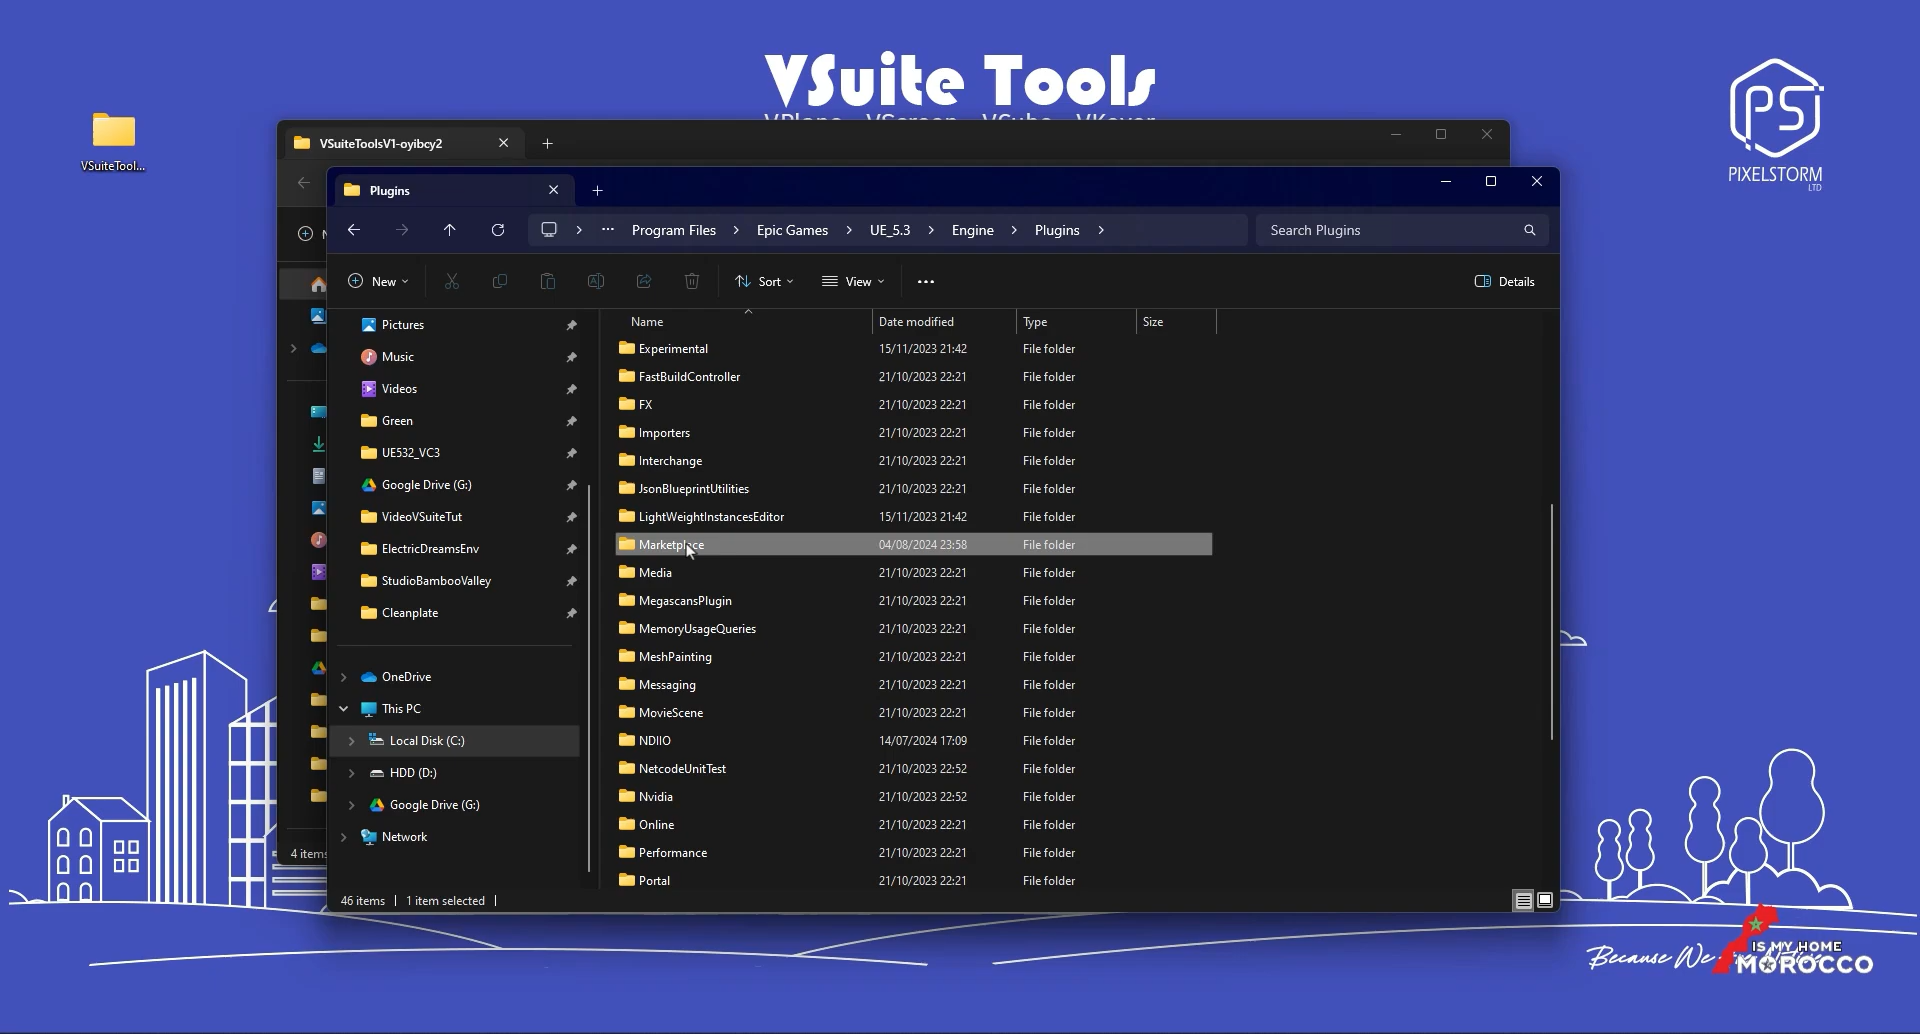 VSuite Tools
PS
PIXELSTORM
LTD
VSuiteTool...
VSuiteToolsV1-oyibcy2
Plugins
Program Files > Epic Games > UE_5.3 > Engine > Plugins >
Search Plugins
New
Sort
View
Details
Name
Date modified
Type
Size
Pictures
Music
Videos
Green
UE532_VC3
Google Drive (G:)
VideoVSuiteTut
ElectricDreamsEnv
StudioBambooValley
Cleanplate
OneDrive
This PC
Local Disk (C:)
HDD (D:)
Google Drive (G:)
Network
Experimental 15/11/2023 21:42 File folder
FastBuildController 21/10/2023 22:21 File folder
FX 21/10/2023 22:21 File folder
Importers 21/10/2023 22:21 File folder
Interchange 21/10/2023 22:21 File folder
JsonBlueprintUtilities 21/10/2023 22:21 File folder
LightWeightInstancesEditor 15/11/2023 21:42 File folder
Marketplace 04/08/2024 23:58 File folder
Media 21/10/2023 22:21 File folder
MegascansPlugin 21/10/2023 22:21 File folder
MemoryUsageQueries 21/10/2023 22:21 File folder
MeshPainting 21/10/2023 22:21 File folder
Messaging 21/10/2023 22:21 File folder
MovieScene 21/10/2023 22:21 File folder
NDIIO 14/07/2024 17:09 File folder
NetcodeUnitTest 21/10/2023 22:52 File folder
Nvidia 21/10/2023 22:52 File folder
Online 21/10/2023 22:21 File folder
Performance 21/10/2023 22:21 File folder
Portal 21/10/2023 22:21 File folder
4 items
46 items | 1 item selected |
Because We
IS MY HOME
MOROCCO